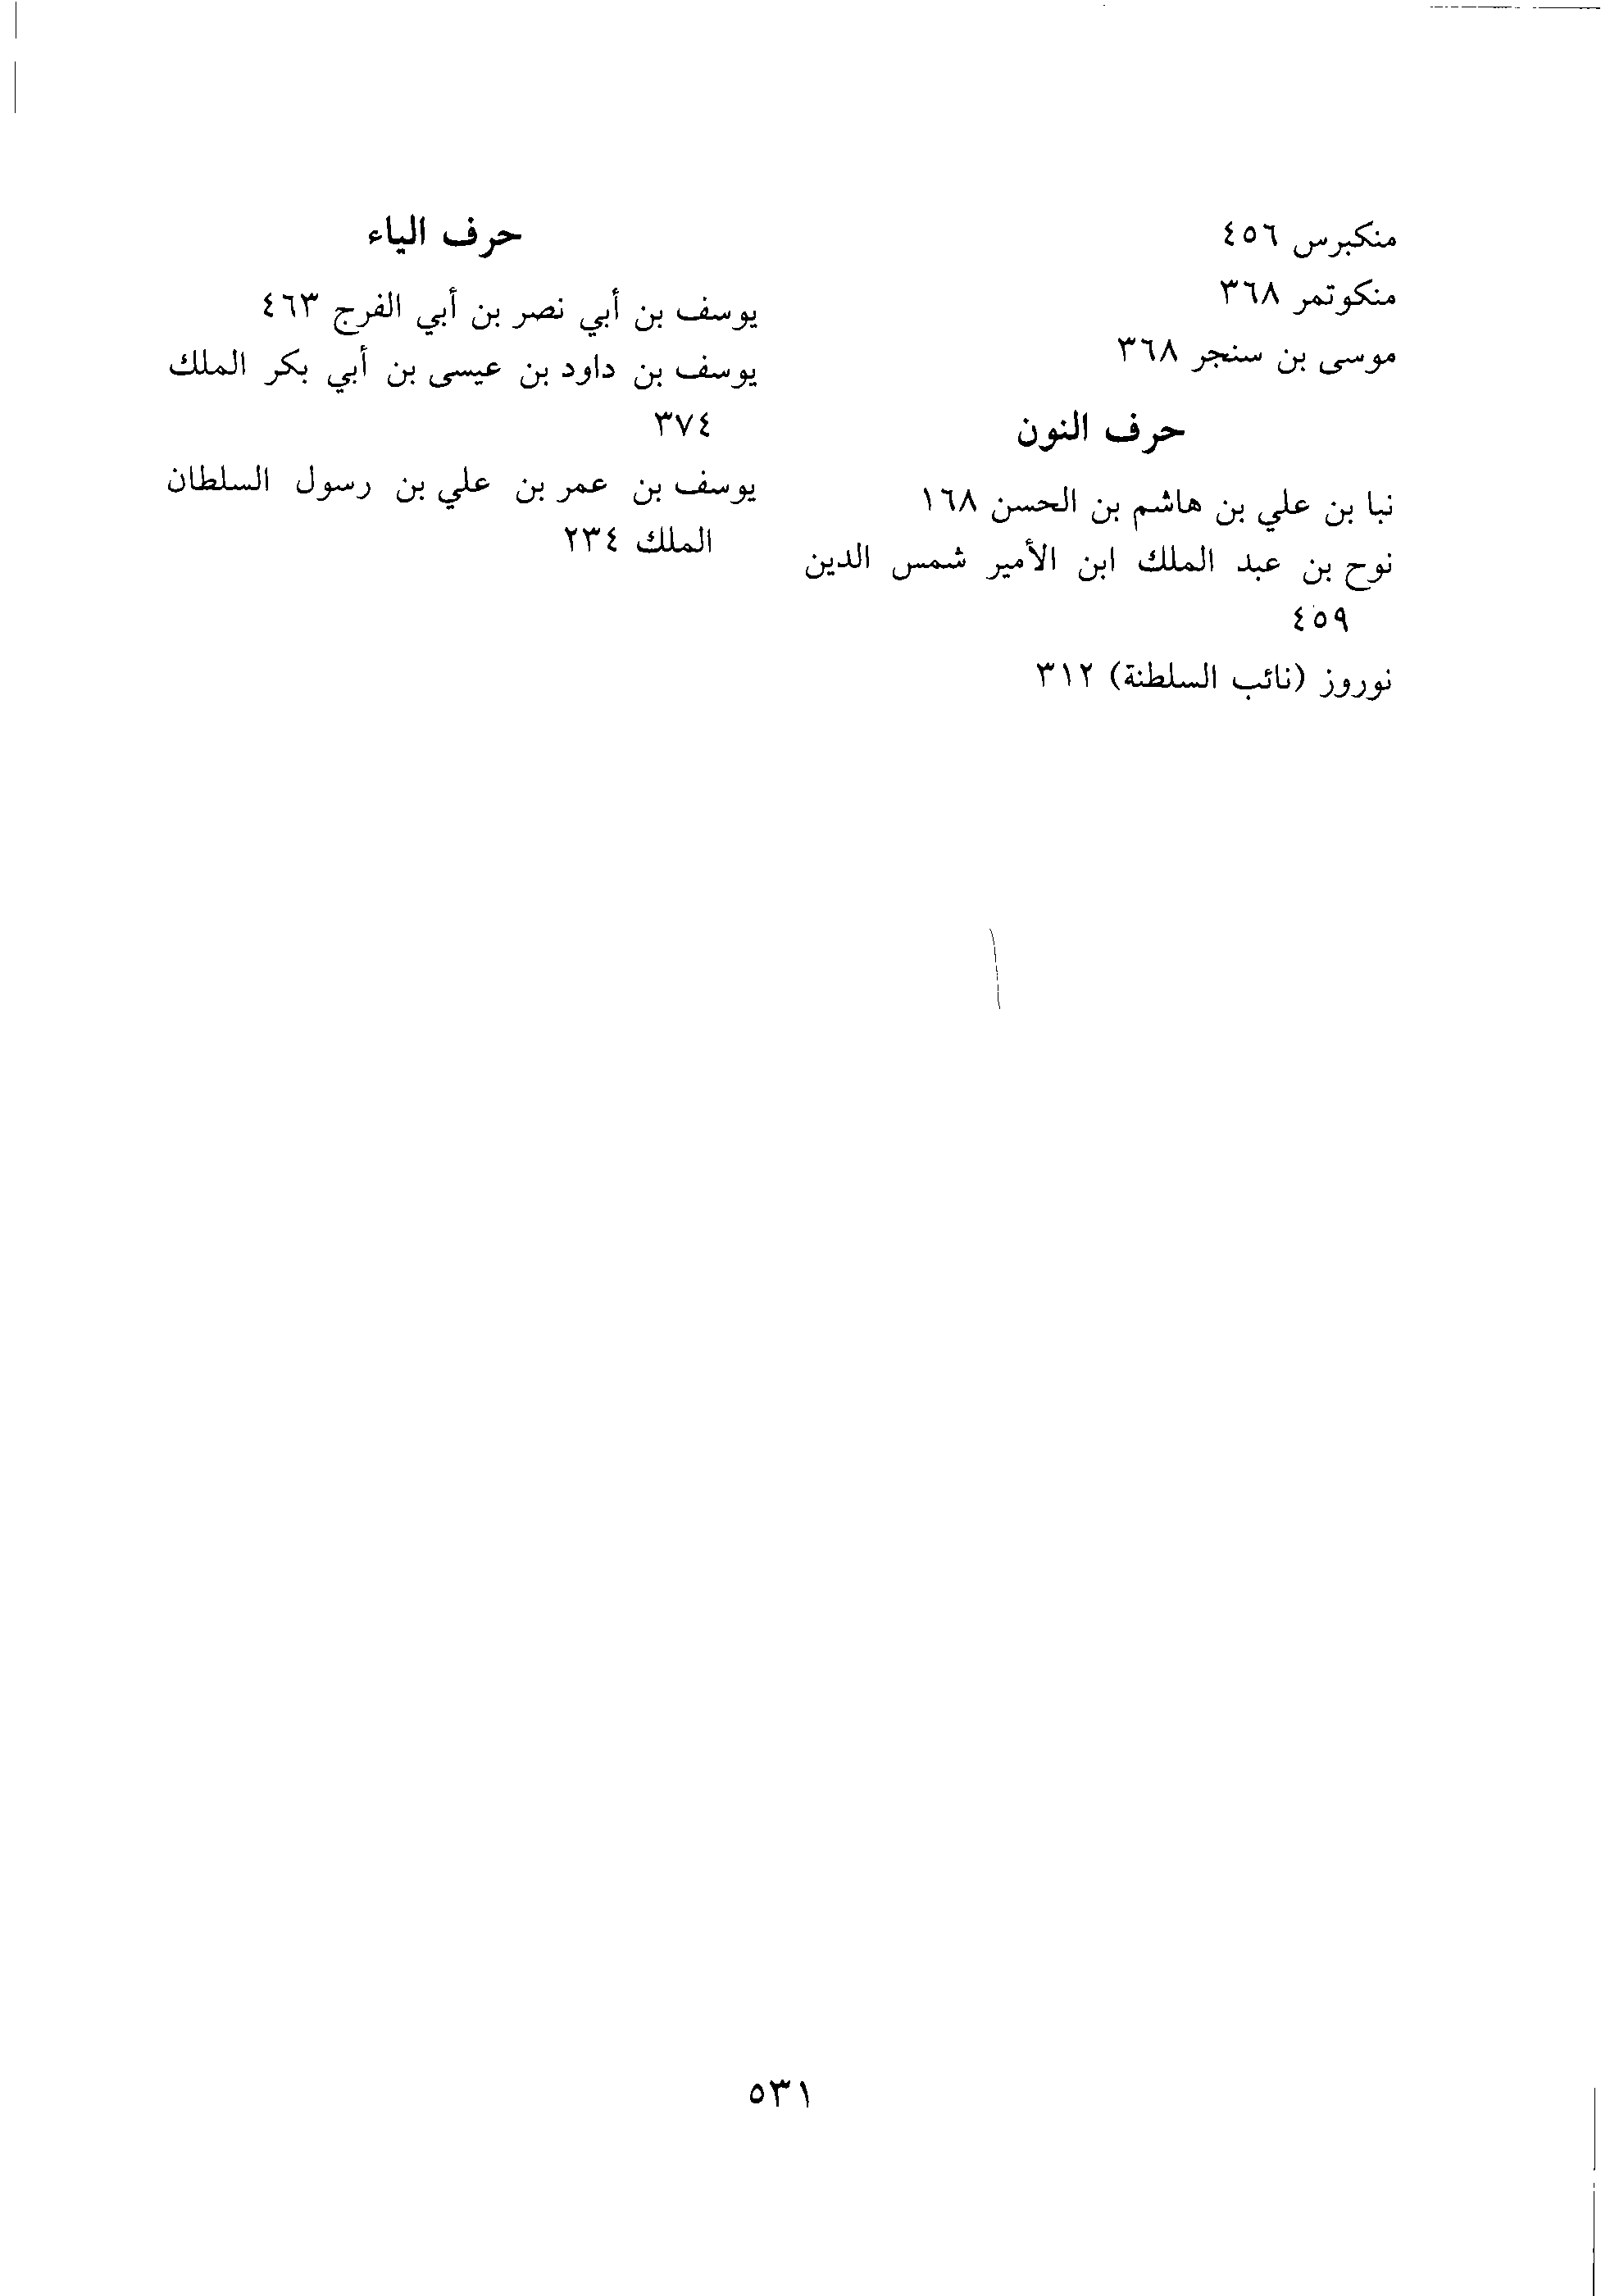 منكبرس ٤٥٦
منكوتمر ٣٦٨
موسى بن سنجر ٣٦٨
حرف النون
نبا بن علي بن هاشم بن الحسن ١٦٨
نوح بن عبد الملك ابن الأمير شمس الدين
٤٥٩
نوروز (نائب السلطنة) ٣١٢
حرف الياء
يوسف بن أبي نصر بن أبي الفرج ٤٦٣
يوسف بن داود بن عيسى بن أبي بكر الملك
٣٧٤
يوسف بن عمر بن علي بن رسول السلطان
الملك ٢٣٤
٥٣١